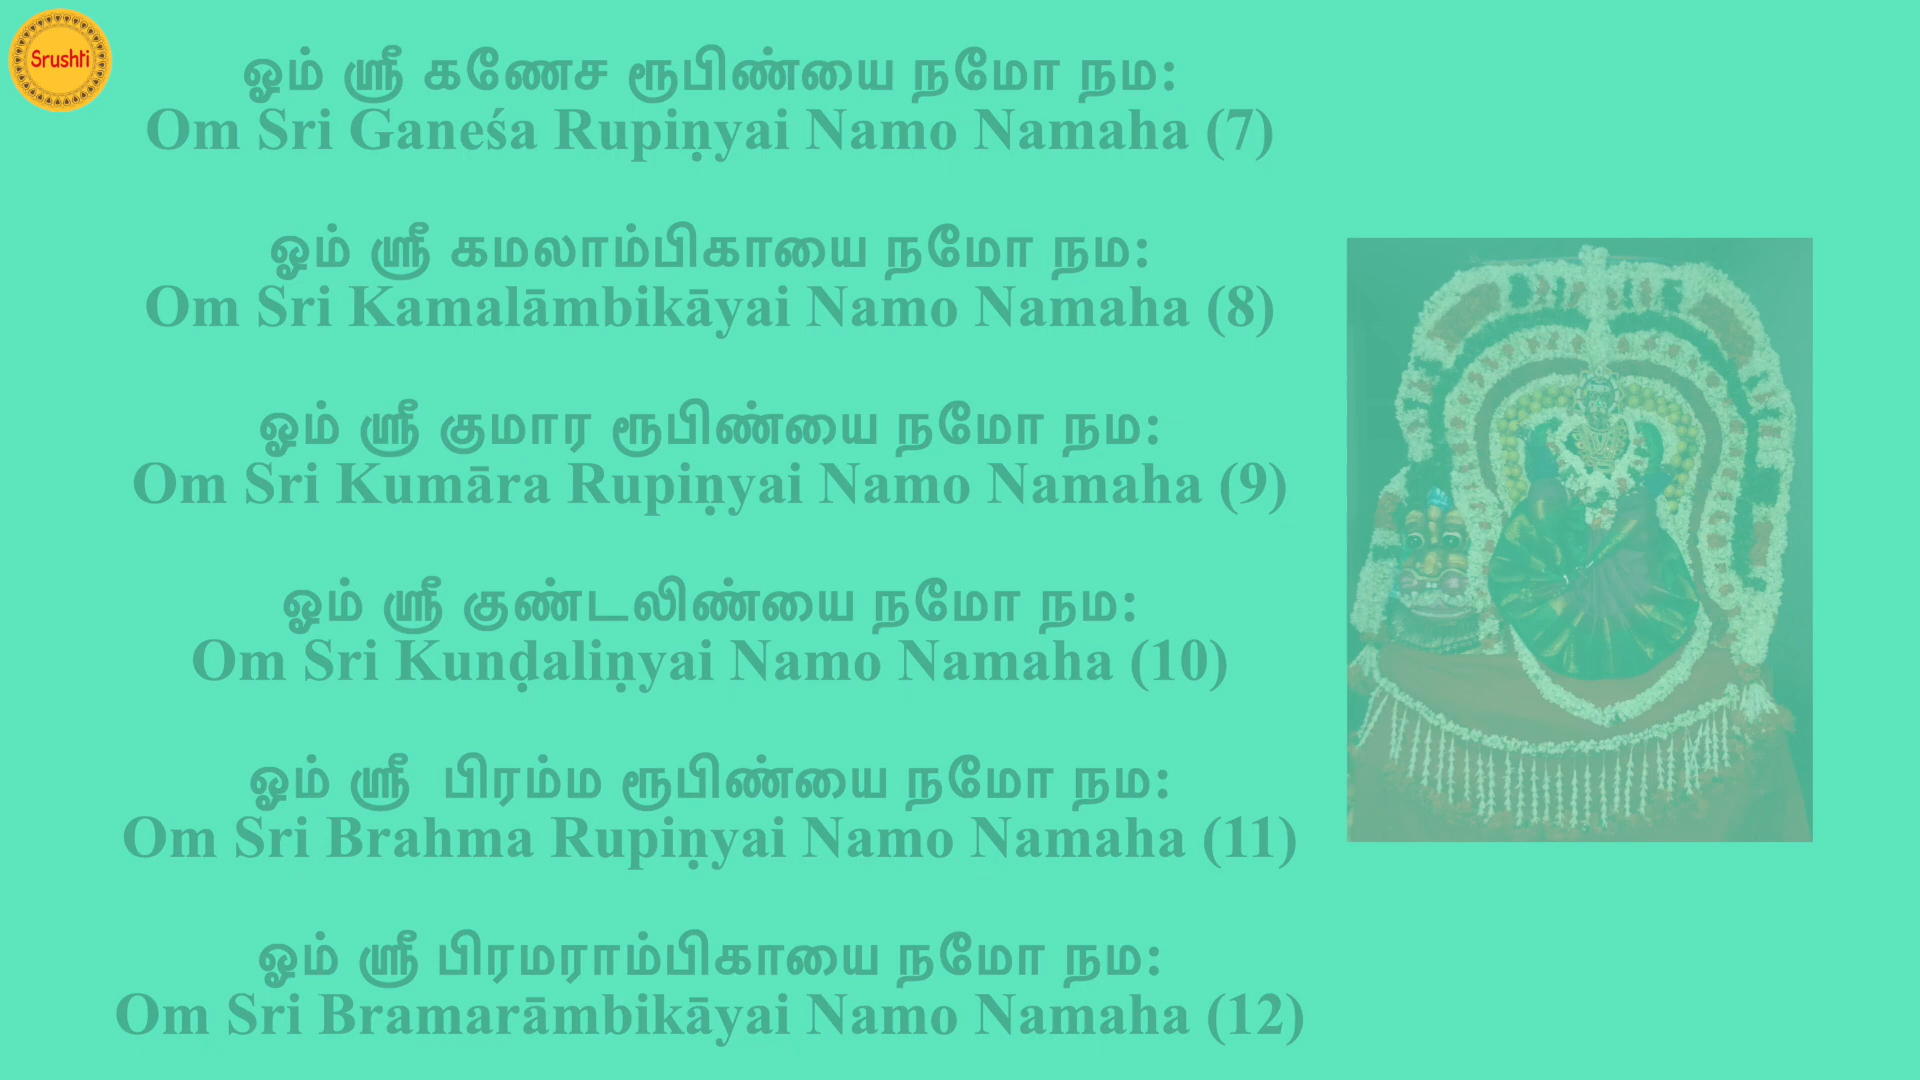 Srushti
ஓம் ஸ்ரீ கணேச ரூபிண்யை நமோ நம:
Om Sri Ganeśa Rupiṇyai Namo Namaha (7)
ஓம் ஸ்ரீ கமலாம்பிகாயை நமோ நம:
Om Sri Kamalāmbikāyai Namo Namaha (8)
ஓம் ஸ்ரீ குமார ரூபிண்யை நமோ நம:
Om Sri Kumāra Rupiṇyai Namo Namaha (9)
ஓம் ஸ்ரீ குண்டலிண்யை நமோ நம:
Om Sri Kunḍaliṇyai Namo Namaha (10)
ஓம் ஸ்ரீ பிரம்ம ரூபிண்யை நமோ நம:
Om Sri Brahma Rupiṇyai Namo Namaha (11)
ஓம் ஸ்ரீ பிரமராம்பிகாயை நமோ நம:
Om Sri Bramarāmbikāyai Namo Namaha (12)